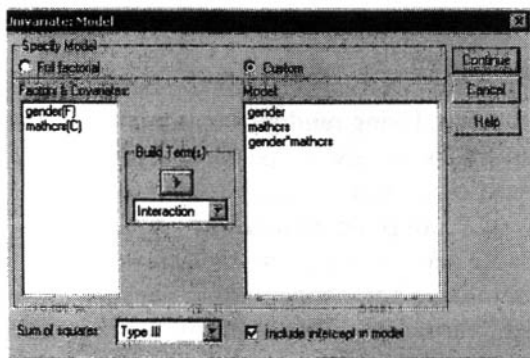 Univariate: Model
Specify Model
Full factorial
Custom
Continue
Cancel
Help
Factors & Covariates:
gender(F)
mathcrs(C)
Build Term(s)
Interaction
Model:
gender
mathcrs
gender*mathcrs
Sum of squares:
Type III
Include intercept in model